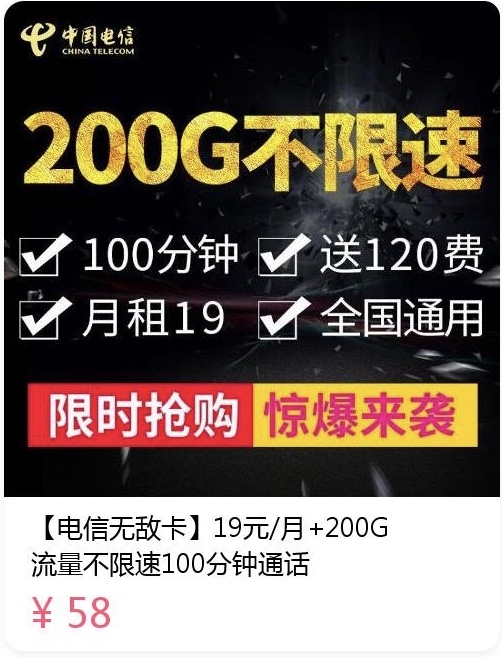 中国电信
CHINA TELECOM
200G不限速
100分钟 送120费
月租19 全国通用
限时抢购 惊爆来袭
【电信无敌卡】19元/月+200G
流量不限速100分钟通话
¥ 58